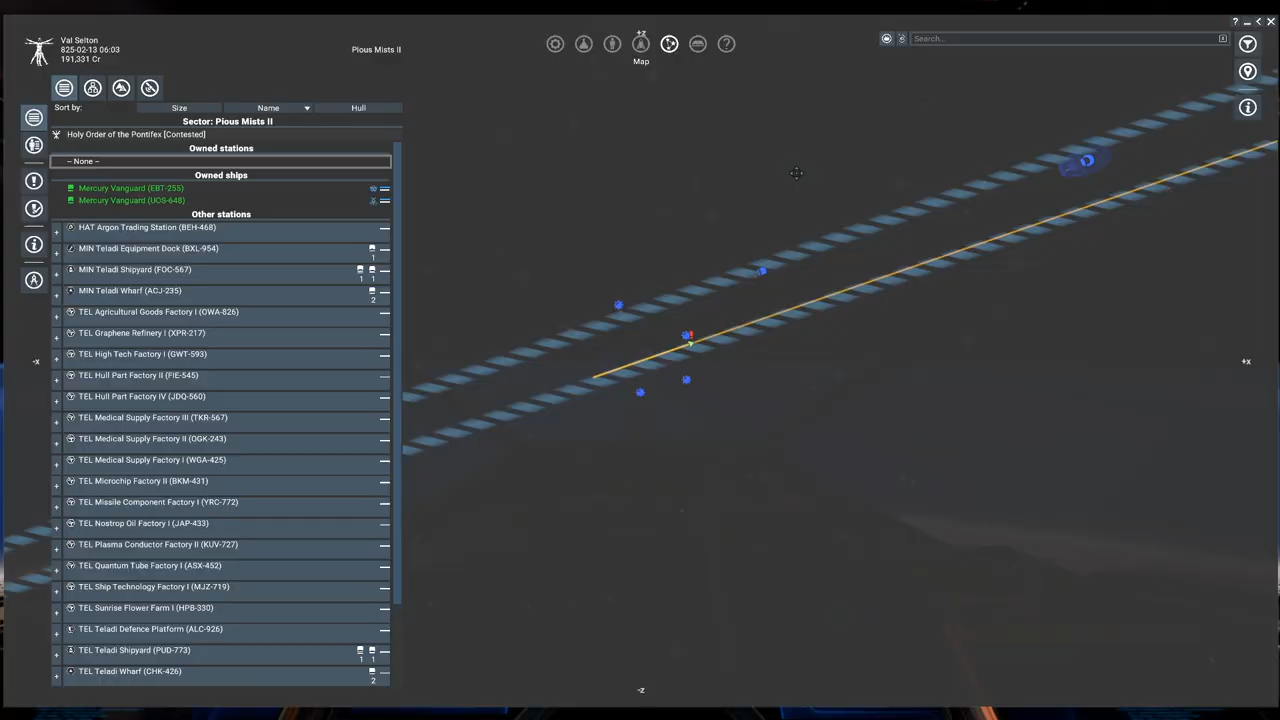 Val Selton
825-02-13 06:03
191,331 Cr
Pious Mists II
+Z
Map
Search...
Sort by:
Size
Name
Hull
Sector: Pious Mists II
Holy Order of the Pontifex [Contested]
Owned stations
-- None --
Owned ships
Mercury Vanguard (EBT-255)
Mercury Vanguard (UOS-648)
Other stations
HAT Argon Trading Station (BEH-468)
MIN Teladi Equipment Dock (BXL-954)
1
MIN Teladi Shipyard (FOC-567)
1 1
MIN Teladi Wharf (ACJ-235)
2
TEL Agricultural Goods Factory I (OWA-826)
TEL Graphene Refinery I (XPR-217)
TEL High Tech Factory I (GWT-593)
TEL Hull Part Factory II (FIE-545)
TEL Hull Part Factory IV (JDQ-560)
TEL Medical Supply Factory III (TKR-567)
TEL Medical Supply Factory II (OGK-243)
TEL Medical Supply Factory I (WGA-425)
TEL Microchip Factory II (BKM-431)
TEL Missile Component Factory I (YRC-772)
TEL Nostrop Oil Factory I (JAP-433)
TEL Plasma Conductor Factory II (KUV-727)
TEL Quantum Tube Factory I (ASX-452)
TEL Ship Technology Factory I (MJZ-719)
TEL Sunrise Flower Farm I (HPB-330)
TEL Teladi Defence Platform (ALC-926)
TEL Teladi Shipyard (PUD-773)
1 1
TEL Teladi Wharf (CHK-426)
2
-x
+x
-z